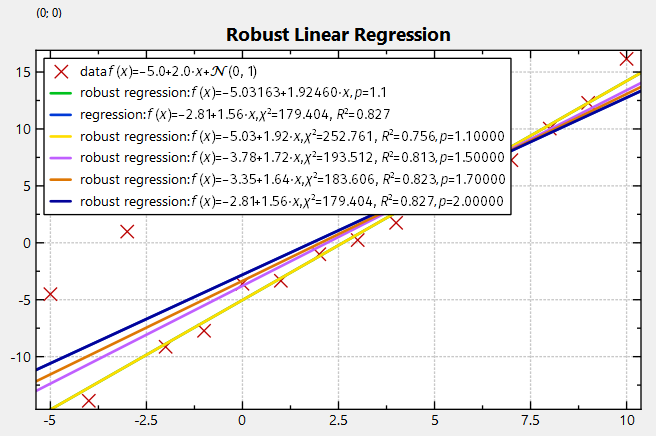 (0; 0)
Robust Linear Regression
data f (x)=−5.0+2.0·x+𝒩(0, 1)
robust regression: f (x)=−5.03163+1.92460·x, p=1.1
regression: f (x)=−2.81+1.56·x,χ²=179.404, R²=0.827
robust regression: f (x)=−5.03+1.92·x,χ²=252.761, R²=0.756, p=1.10000
robust regression: f (x)=−3.78+1.72·x,χ²=193.512, R²=0.813, p=1.50000
robust regression: f (x)=−3.35+1.64·x,χ²=183.606, R²=0.823, p=1.70000
robust regression: f (x)=−2.81+1.56·x,χ²=179.404, R²=0.827, p=2.00000
15
10
5
0
-5
-10
-5 -2.5 0 2.5 5 7.5 10